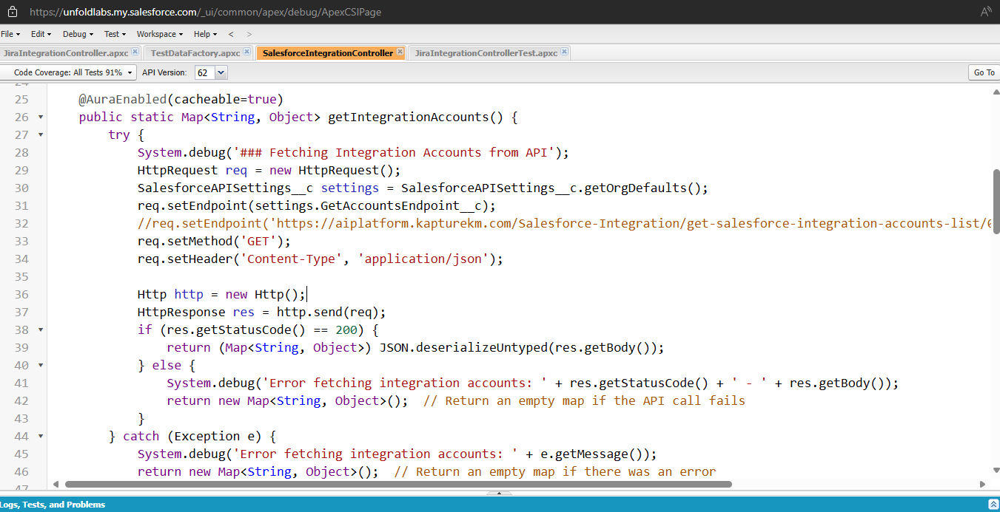 https://unfoldlabs.my.salesforce.com/_ui/common/apex/debug/ApexCSIPage
File Edit Debug Test Workspace Help < >
JiraIntegrationController.apxc TestDataFactory.apxc SalesforceIntegrationController JiraIntegrationControllerTest.apxc
Code Coverage: All Tests 91% API Version: 62 Go To
24
25 @AuraEnabled(cacheable=true)
26 public static Map<String, Object> getIntegrationAccounts() {
27 try {
28 System.debug('### Fetching Integration Accounts from API');
29 HttpRequest req = new HttpRequest();
30 SalesforceAPISettings__c settings = SalesforceAPISettings__c.getOrgDefaults();
31 req.setEndpoint(settings.GetAccountsEndpoint__c);
32 //req.setEndpoint('https://aiplatform.kapturekm.com/Salesforce-Integration/get-salesforce-integration-accounts-list/
33 req.setMethod('GET');
34 req.setHeader('Content-Type', 'application/json');
35
36 Http http = new Http();
37 HttpResponse res = http.send(req);
38 if (res.getStatusCode() == 200) {
39 return (Map<String, Object>) JSON.deserializeUntyped(res.getBody());
40 } else {
41 System.debug('Error fetching integration accounts: ' + res.getStatusCode() + ' - ' + res.getBody());
42 return new Map<String, Object>(); // Return an empty map if the API call fails
43 }
44 } catch (Exception e) {
45 System.debug('Error fetching integration accounts: ' + e.getMessage());
46 return new Map<String, Object>(); // Return an empty map if there was an error
47
Logs, Tests, and Problems